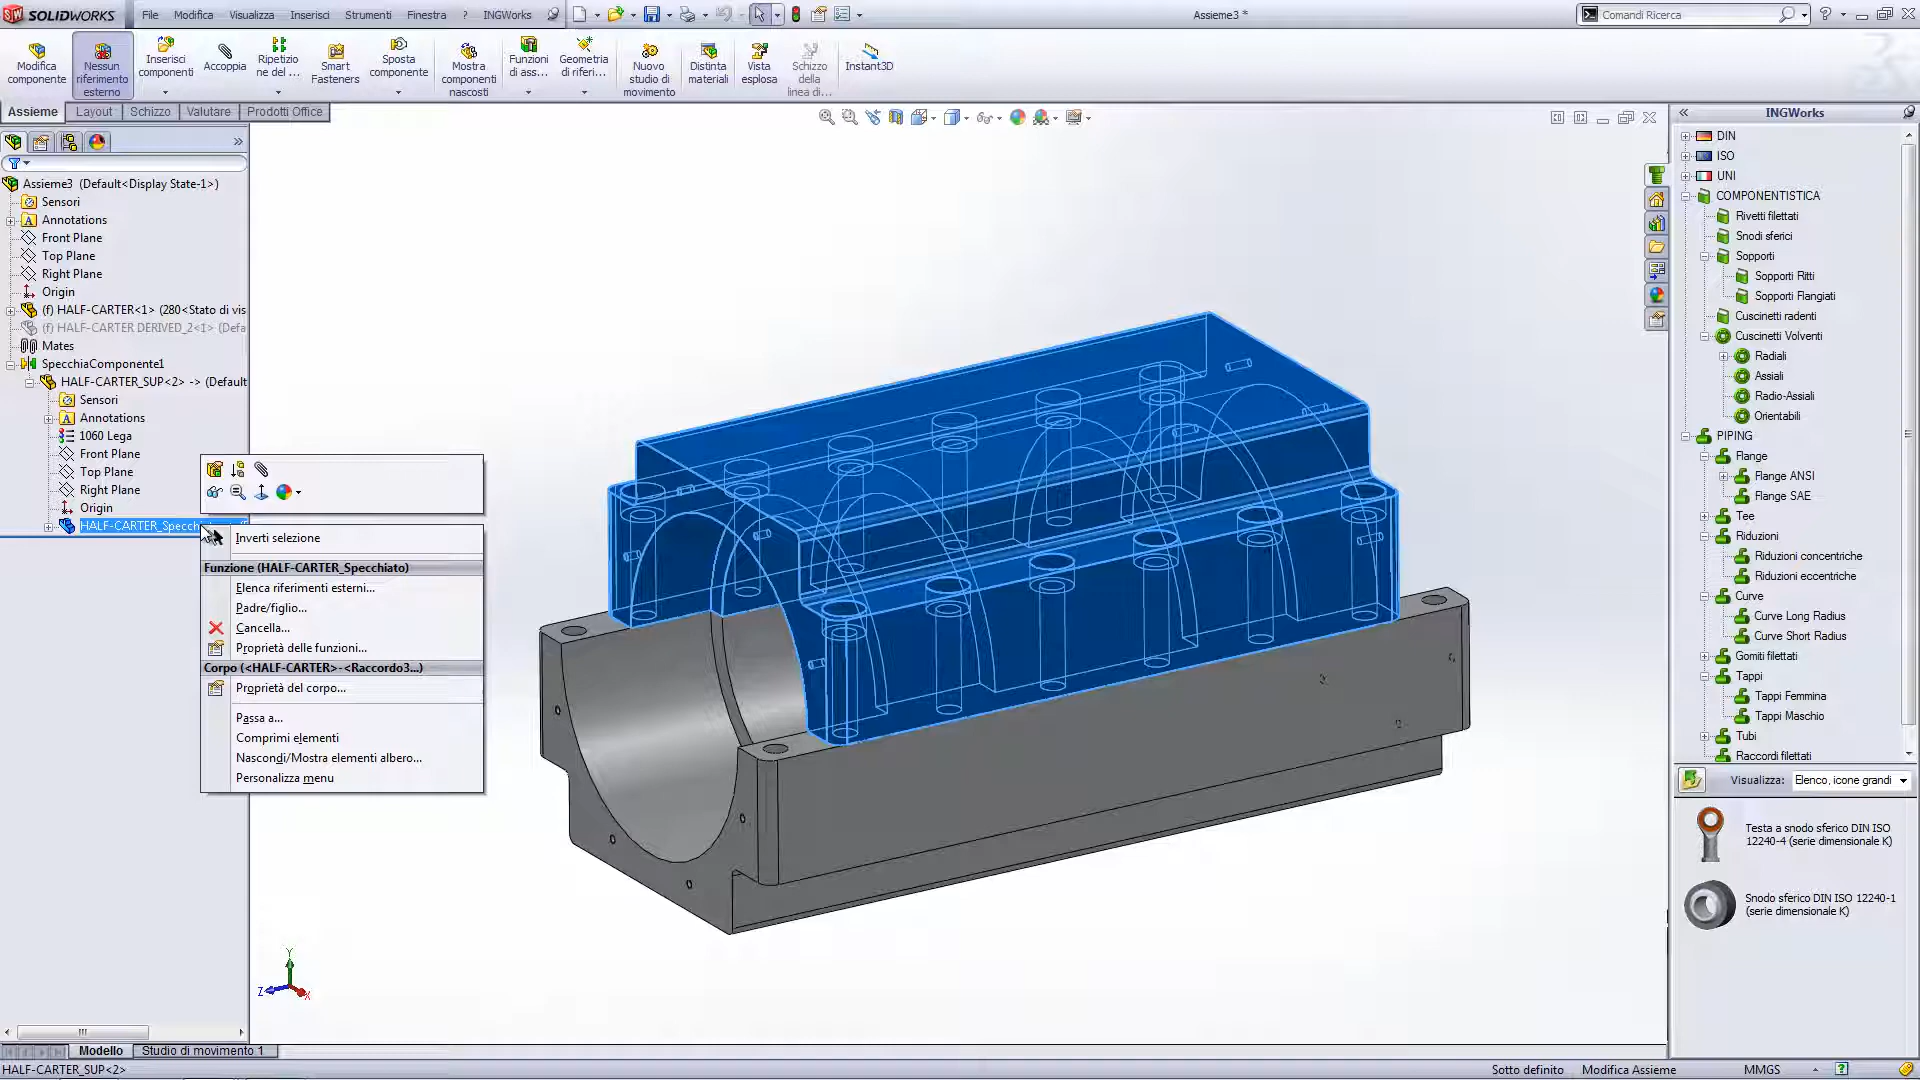 SOLIDWORKS
File Modifica Visualizza Inserisci Strumenti Finestra ? INGWorks
Assieme3 *
Comandi Ricerca
Modifica componente
Nessun riferimento esterno
Inserisci componenti
Accoppia
Ripetizio ne del ...
Smart Fasteners
Sposta componente
Mostra componenti nascosti
Funzioni di ass...
Geometria di riferi...
Nuovo studio di movimento
Distinta materiali
Vista esplosa
Schizzo della linea di...
Instant3D
Assieme Layout Schizzo Valutare Prodotti Office
Assieme3 (Default<Display State-1>)
Sensori
Annotations
Front Plane
Top Plane
Right Plane
Origin
(f) HALF-CARTER<1> (280<Stato di vis
(f) HALF-CARTER DERIVED_2<1> (Defa
Mates
SpecchiaComponente1
HALF-CARTER_SUP<2> -> (Default
Sensori
Annotations
1060 Lega
Front Plane
Top Plane
Right Plane
Origin
HALF-CARTER_Specch
Inverti selezione
Funzione (HALF-CARTER_Specchiato)
Elenca riferimenti esterni...
Padre/figlio...
Cancella...
Proprietà delle funzioni...
Corpo (<HALF-CARTER>-<Raccordo3...)
Proprietà del corpo...
Passa a...
Comprimi elementi
Nascondi/Mostra elementi albero...
Personalizza menu
Y
Z
X
INGWorks
DIN
ISO
UNI
COMPONENTISTICA
Rivetti filettati
Snodi sferici
Sopporti
Sopporti Ritti
Sopporti Flangiati
Cuscinetti radenti
Cuscinetti Volventi
Radiali
Assiali
Radio-Assiali
Orientabili
PIPING
Flange
Flange ANSI
Flange SAE
Tee
Riduzioni
Riduzioni concentriche
Riduzioni eccentriche
Curve
Curve Long Radius
Curve Short Radius
Gomiti filettati
Tappi
Tappi Femmina
Tappi Maschio
Tubi
Raccordi filettati
Visualizza: Elenco, icone grandi
Testa a snodo sferico DIN ISO
12240-4 (serie dimensionale K)
Snodo sferico DIN ISO 12240-1
(serie dimensionale K)
Modello Studio di movimento 1
HALF-CARTER_SUP<2>
Sotto definito Modifica Assieme MMGS